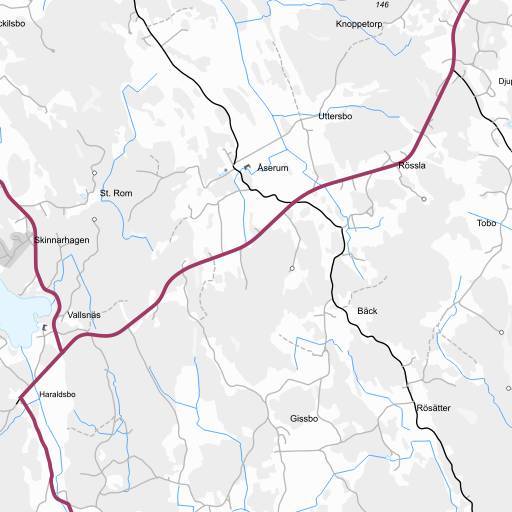 146
ckilsbo
Knoppetorp
Djup
Uttersbo
Åserum
Rössla
St. Rom
Tobo
Skinnarhagen
Bäck
Vallsnäs
Haraldsbo
Rösätter
Gissbo